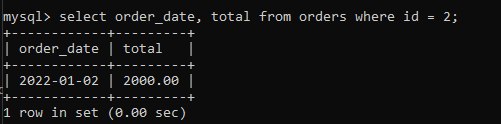 mysql> select order_date, total from orders where id = 2;
+------------+---------+
| order_date | total   |
+------------+---------+
| 2022-01-02 | 2000.00 |
+------------+---------+
1 row in set (0.00 sec)